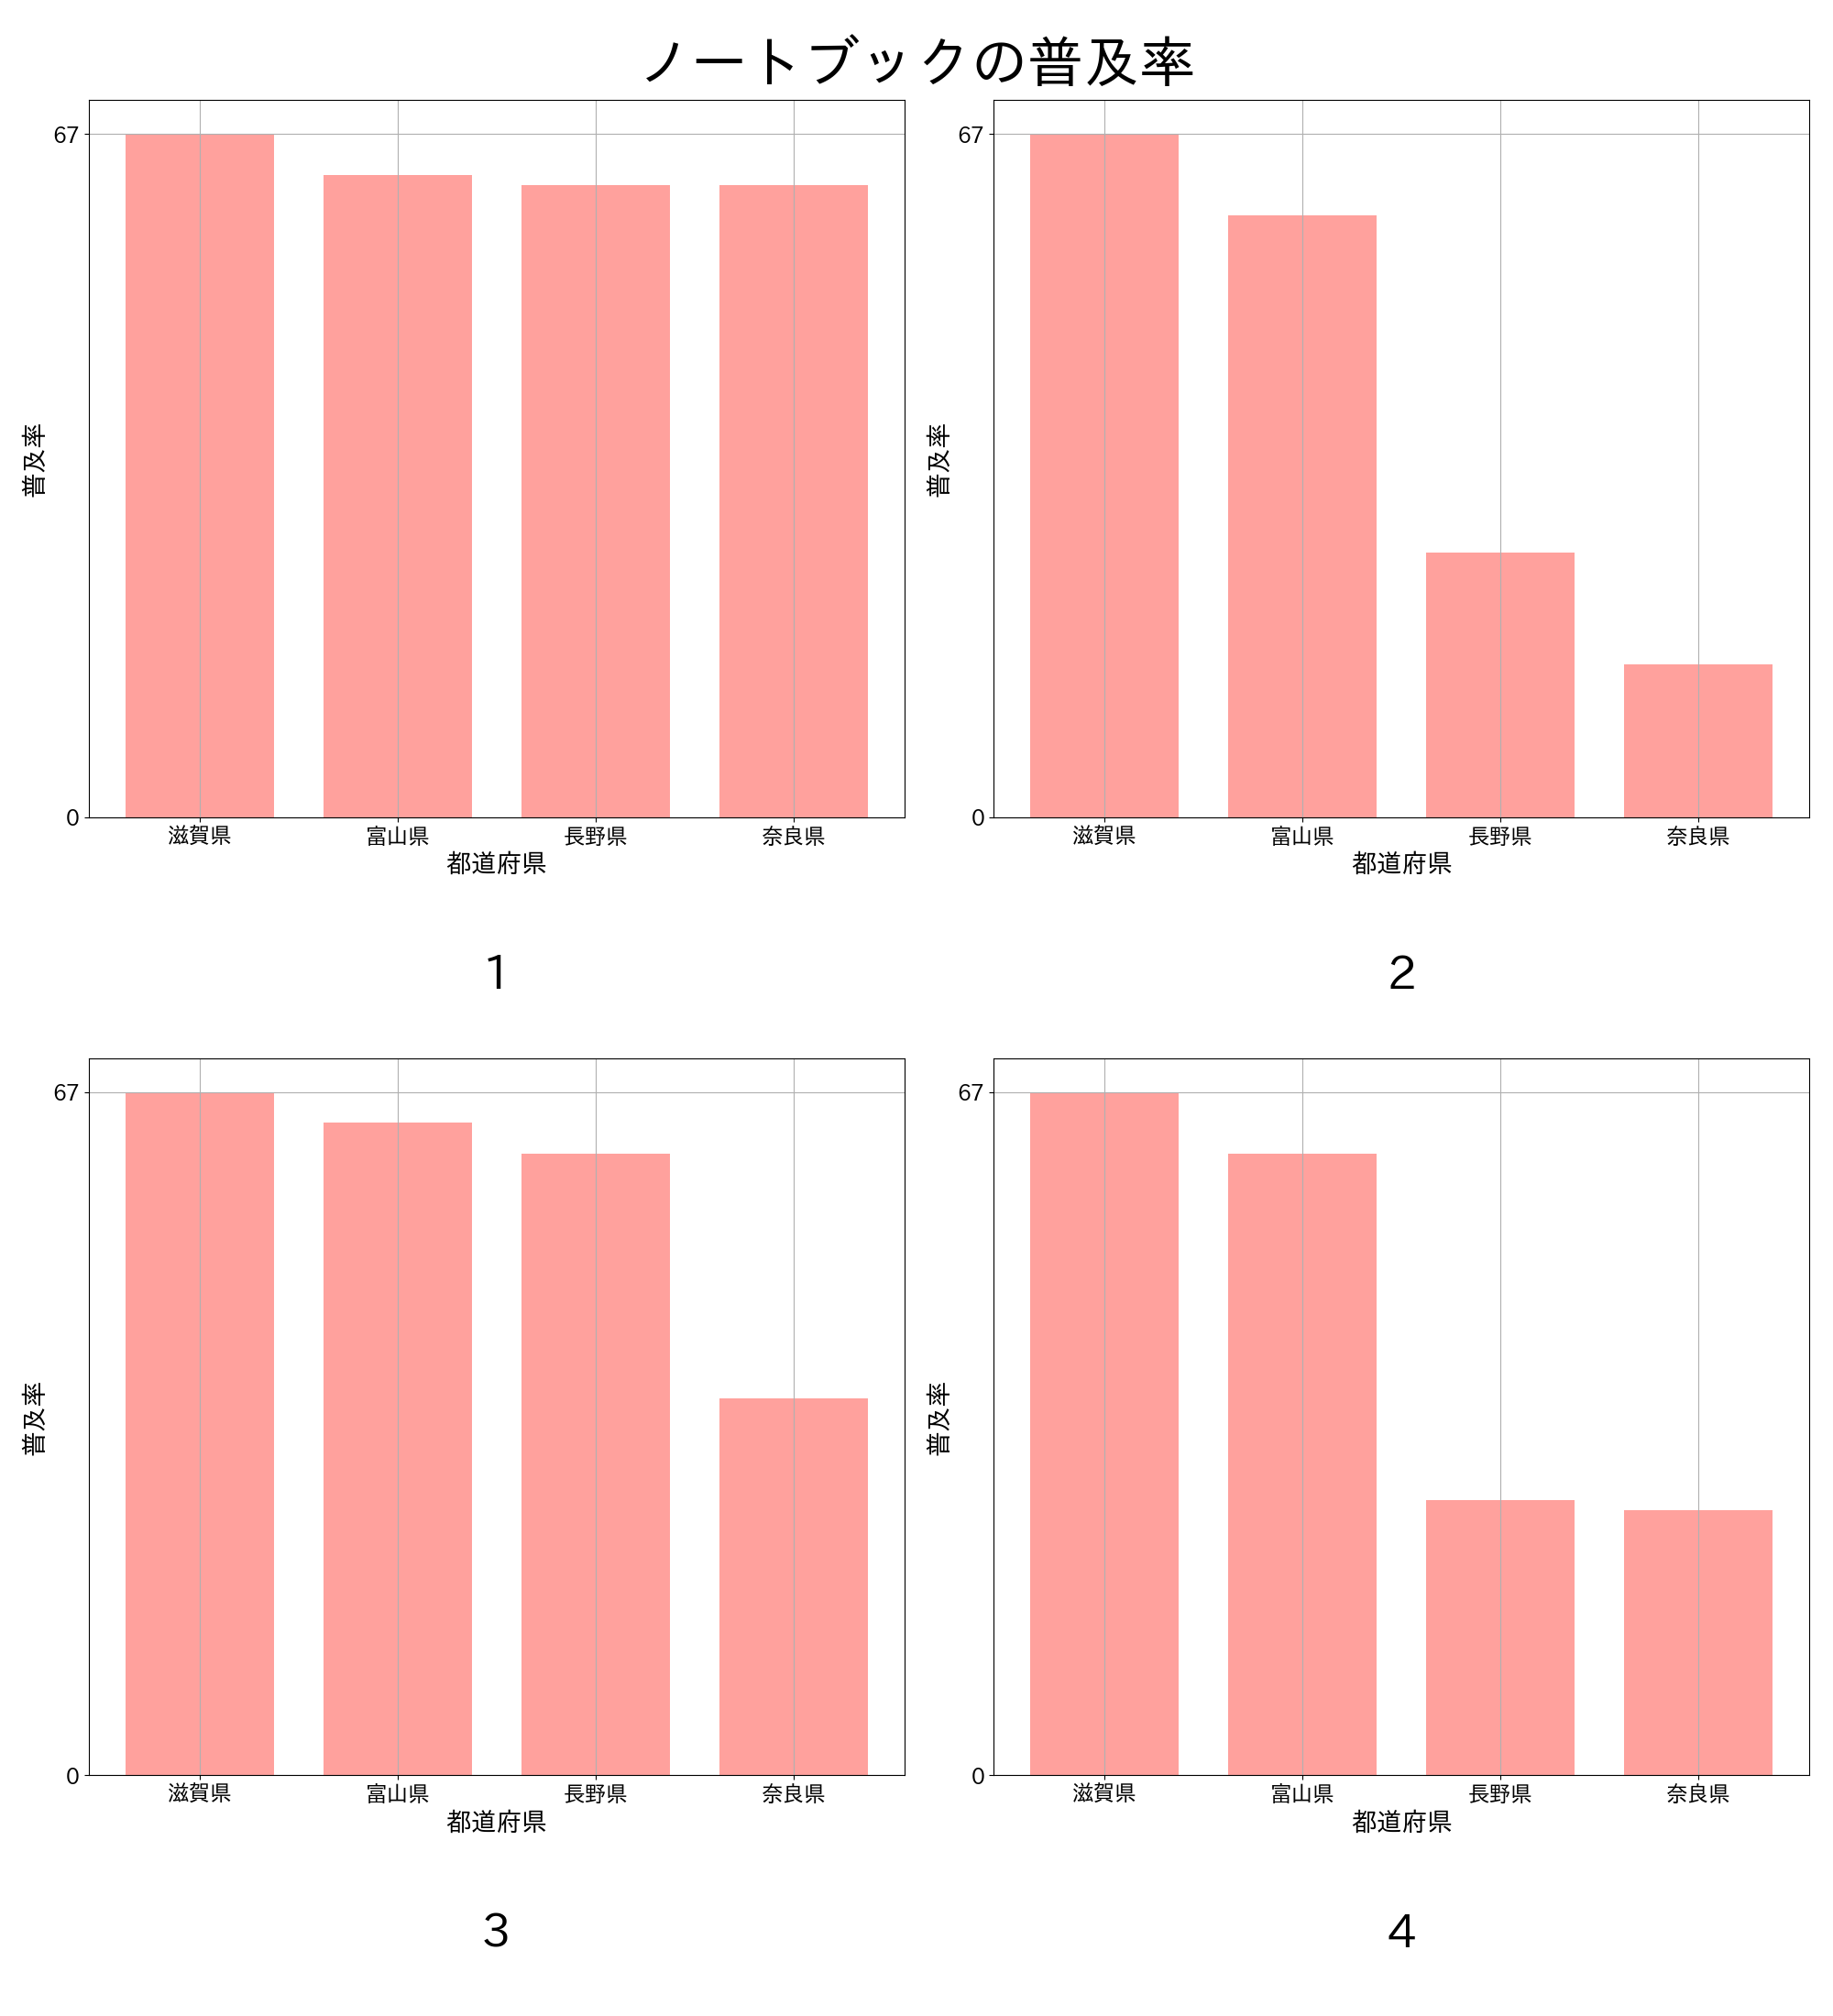 ノートブックの普及率
67
0
普及率
滋賀県 富山県 長野県 奈良県
都道府県
1
67
0
普及率
滋賀県 富山県 長野県 奈良県
都道府県
2
67
0
普及率
滋賀県 富山県 長野県 奈良県
都道府県
3
67
0
普及率
滋賀県 富山県 長野県 奈良県
都道府県
4